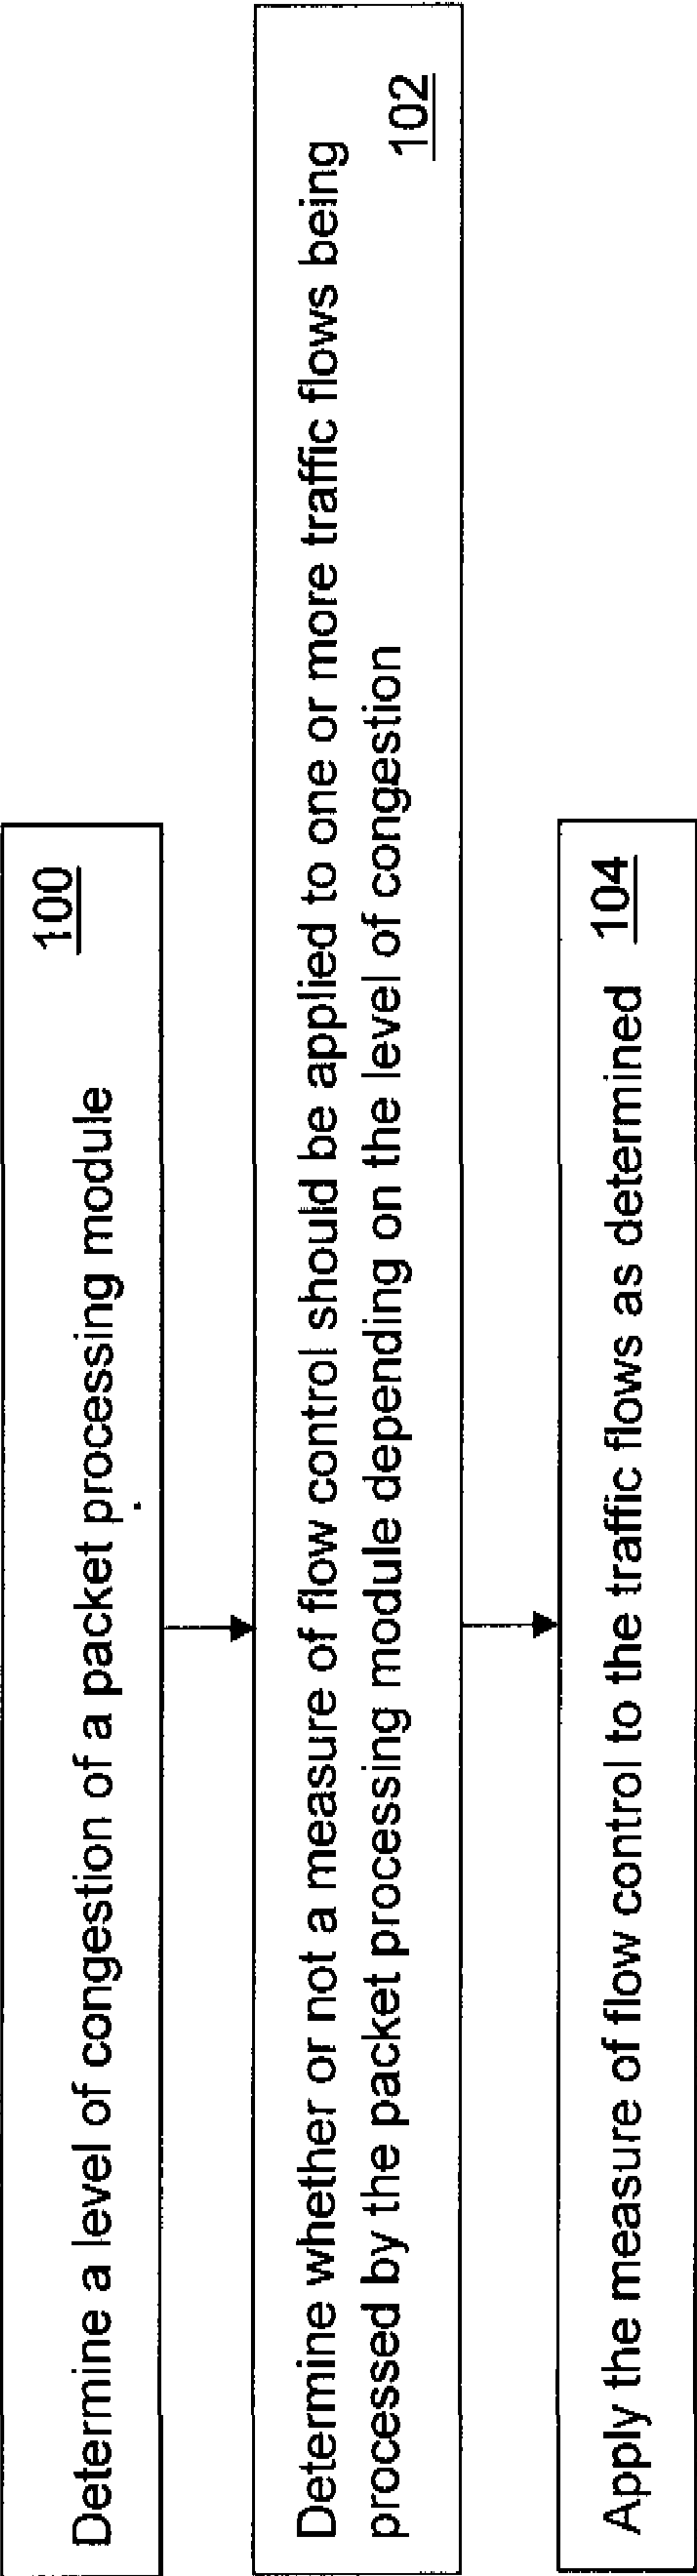 Determine a level of congestion of a packet processing module
100
Determine whether or not a measure of flow control should be applied to one or more traffic flows being
processed by the packet processing module depending on the level of congestion
102
Apply the measure of flow control to the traffic flows as determined
104